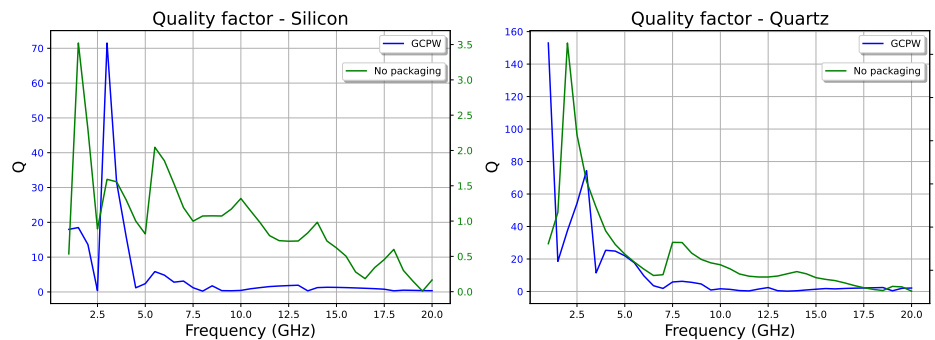 Quality factor - Silicon
GCPW
No packaging
70
60
50
40
30
20
10
0
Q
3.5
3.0
2.5
2.0
1.5
1.0
0.5
0.0
2.5 5.0 7.5 10.0 12.5 15.0 17.5 20.0
Frequency (GHz)
Quality factor - Quartz
GCPW
No packaging
160
140
120
100
80
60
40
20
0
Q
2.5 5.0 7.5 10.0 12.5 15.0 17.5 20.0
Frequency (GHz)